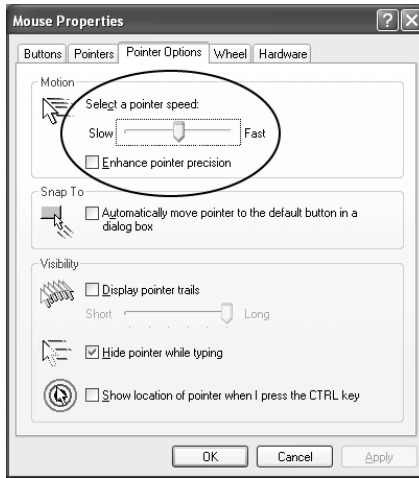 Mouse Properties
Buttons Pointers Pointer Options Wheel Hardware
Motion
Select a pointer speed:
Slow Fast
Enhance pointer precision
Snap To
Automatically move pointer to the default button in a
dialog box
Visibility
Display pointer trails
Short Long
Hide pointer while typing
Show location of pointer when I press the CTRL key
OK Cancel Apply